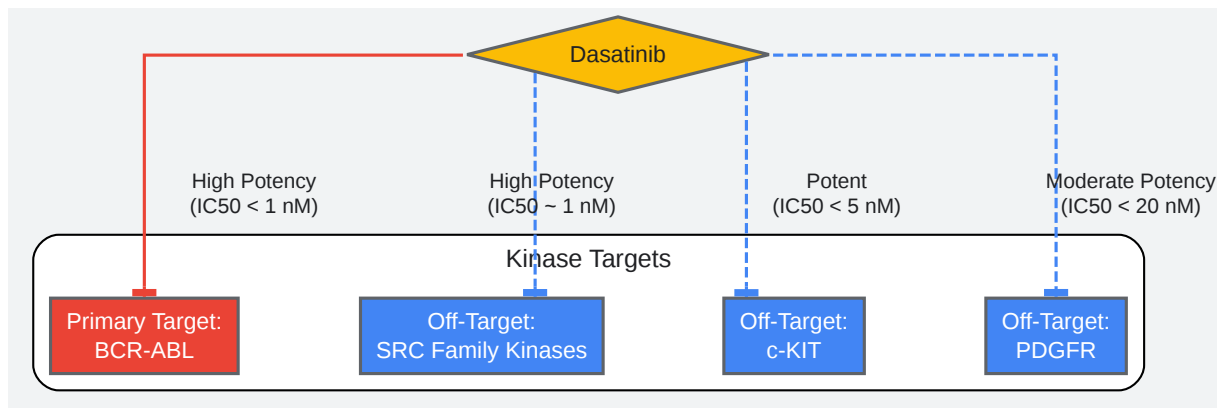 Dasatinib
High Potency
(IC50 < 1 nM)
High Potency
(IC50 ~ 1 nM)
Potent
(IC50 < 5 nM)
Moderate Potency
(IC50 < 20 nM)
Kinase Targets
Primary Target:
BCR-ABL
Off-Target:
SRC Family Kinases
Off-Target:
c-KIT
Off-Target:
PDGFR